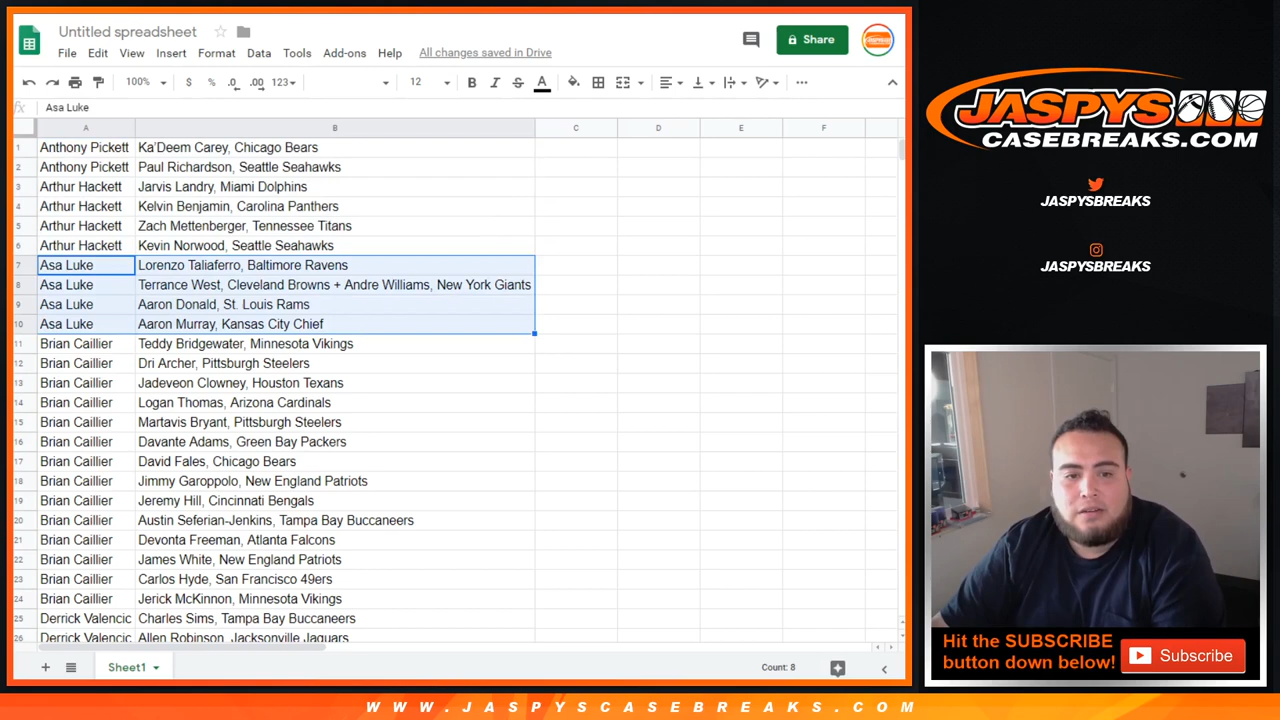 Untitled spreadsheet
File Edit View Insert Format Data Tools Add-ons Help All changes saved in Drive
Share
100% $ % .0 .00 123 12 B I S A
fx Asa Luke
A B C D E F
1 Anthony Pickett Ka'Deem Carey, Chicago Bears
2 Anthony Pickett Paul Richardson, Seattle Seahawks
3 Arthur Hackett Jarvis Landry, Miami Dolphins
4 Arthur Hackett Kelvin Benjamin, Carolina Panthers
5 Arthur Hackett Zach Mettenberger, Tennessee Titans
6 Arthur Hackett Kevin Norwood, Seattle Seahawks
7 Asa Luke Lorenzo Taliaferro, Baltimore Ravens
8 Asa Luke Terrance West, Cleveland Browns + Andre Williams, New York Giants
9 Asa Luke Aaron Donald, St. Louis Rams
10 Asa Luke Aaron Murray, Kansas City Chief
11 Brian Caillier Teddy Bridgewater, Minnesota Vikings
12 Brian Caillier Dri Archer, Pittsburgh Steelers
13 Brian Caillier Jadeveon Clowney, Houston Texans
14 Brian Caillier Logan Thomas, Arizona Cardinals
15 Brian Caillier Martavis Bryant, Pittsburgh Steelers
16 Brian Caillier Davante Adams, Green Bay Packers
17 Brian Caillier David Fales, Chicago Bears
18 Brian Caillier Jimmy Garoppolo, New England Patriots
19 Brian Caillier Jeremy Hill, Cincinnati Bengals
20 Brian Caillier Austin Seferian-Jenkins, Tampa Bay Buccaneers
21 Brian Caillier Devonta Freeman, Atlanta Falcons
22 Brian Caillier James White, New England Patriots
23 Brian Caillier Carlos Hyde, San Francisco 49ers
24 Brian Caillier Jerick McKinnon, Minnesota Vikings
25 Derrick Valencic Charles Sims, Tampa Bay Buccaneers
26 Derrick Valencic Allen Robinson, Jacksonville Jaguars
Sheet1
Count: 8
JASPYS
CASEBREAKS.COM
JASPYSBREAKS
JASPYSBREAKS
Hit the SUBSCRIBE
button down below!
Subscribe
WWW.JASPYSCASEBREAKS.COM